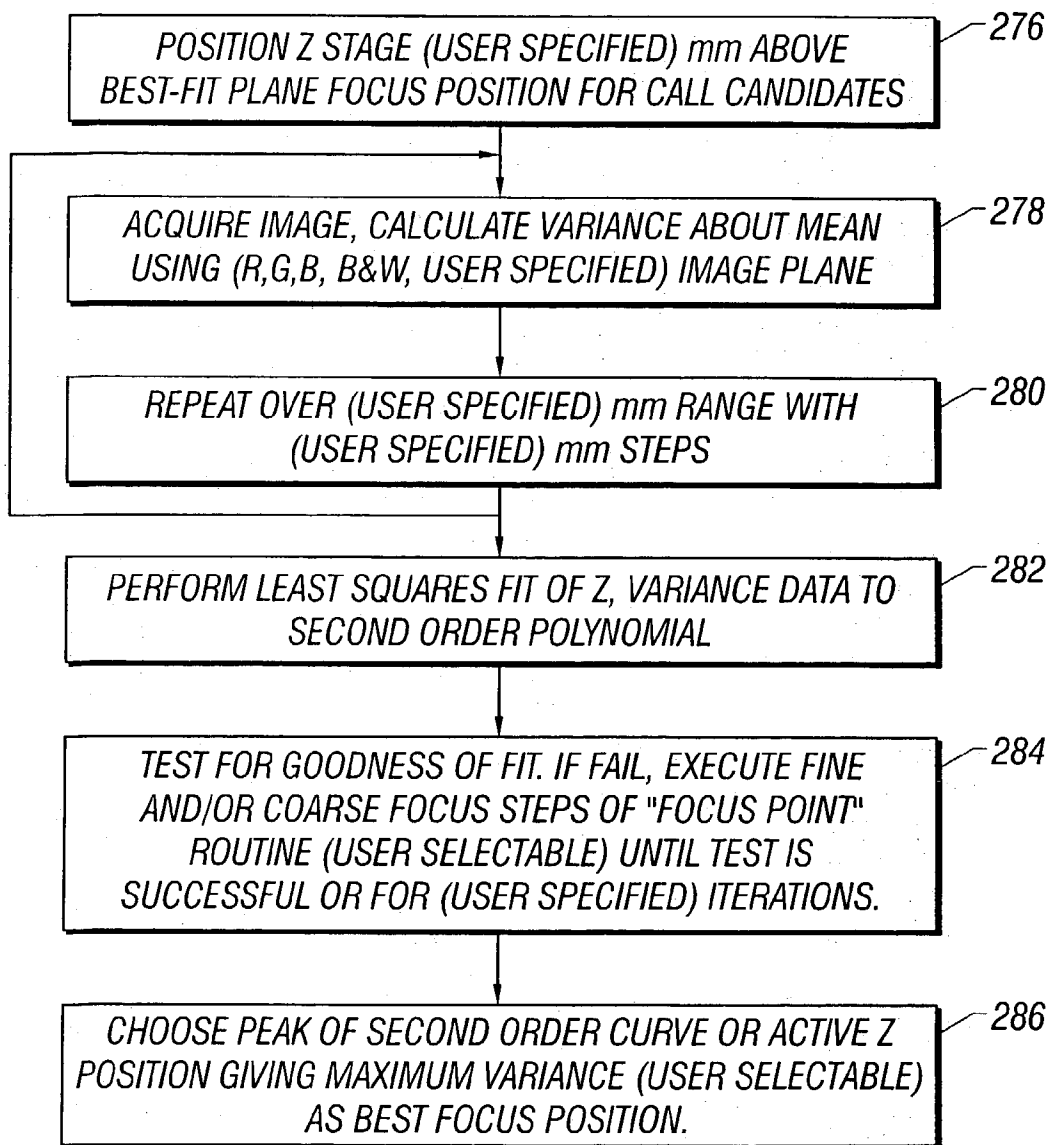 POSITION Z STAGE (USER SPECIFIED) mm ABOVE
BEST-FIT PLANE FOCUS POSITION FOR CALL CANDIDATES
276
ACQUIRE IMAGE, CALCULATE VARIANCE ABOUT MEAN
USING (R,G,B, B&W, USER SPECIFIED) IMAGE PLANE
278
REPEAT OVER (USER SPECIFIED) mm RANGE WITH
(USER SPECIFIED) mm STEPS
280
PERFORM LEAST SQUARES FIT OF Z, VARIANCE DATA TO
SECOND ORDER POLYNOMIAL
282
TEST FOR GOODNESS OF FIT. IF FAIL, EXECUTE FINE
AND/OR COARSE FOCUS STEPS OF "FOCUS POINT"
ROUTINE (USER SELECTABLE) UNTIL TEST IS
SUCCESSFUL OR FOR (USER SPECIFIED) ITERATIONS.
284
CHOOSE PEAK OF SECOND ORDER CURVE OR ACTIVE Z
POSITION GIVING MAXIMUM VARIANCE (USER SELECTABLE)
AS BEST FOCUS POSITION.
286